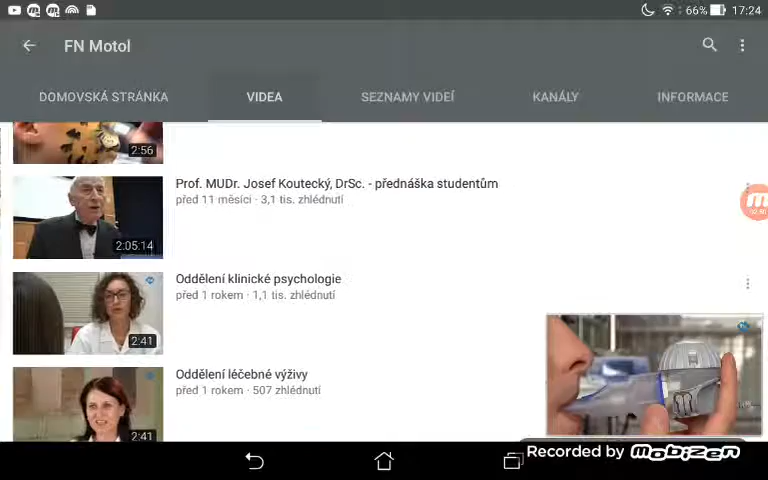 66% 17:24
FN Motol
DOMOVSKÁ STRÁNKA VIDEA SEZNAMY VIDEÍ KANÁLY INFORMACE
2:56
Prof. MUDr. Josef Koutecký, DrSc. - přednáška studentům
před 11 měsíci · 3,1 tis. zhlédnutí
2:05:14
Oddělení klinické psychologie
před 1 rokem · 1,1 tis. zhlédnutí
2:41
Oddělení léčebné výživy
před 1 rokem · 507 zhlédnutí
2:41
Recorded by mobizen